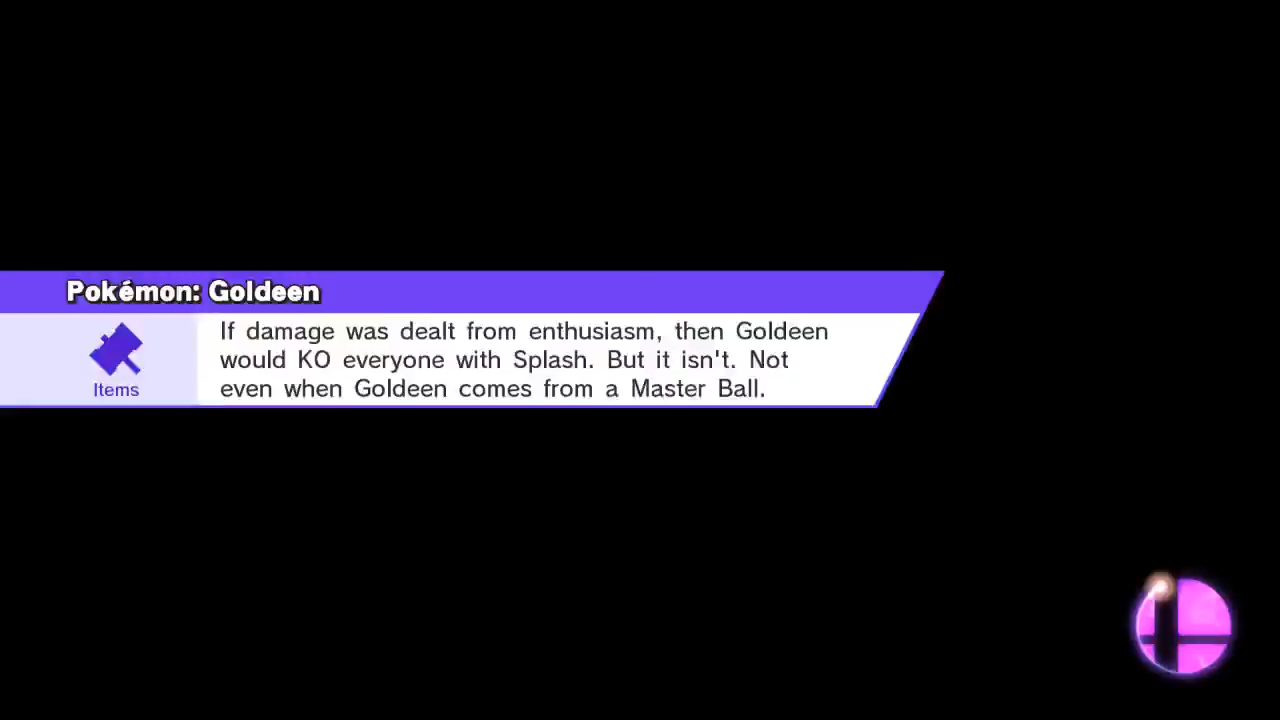 Pokémon: Goldeen
If damage was dealt from enthusiasm, then Goldeen
would KO everyone with Splash. But it isn't. Not
even when Goldeen comes from a Master Ball.
Items